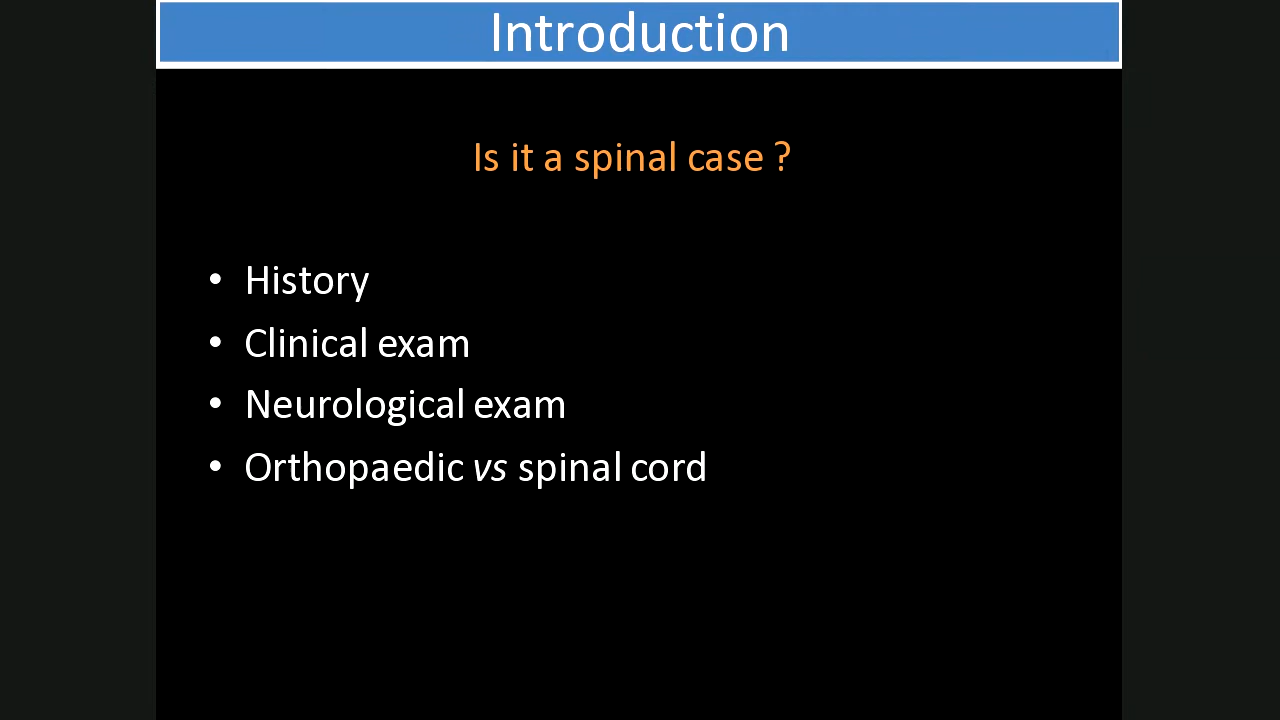 Introduction
Is it a spinal case ?
• History
• Clinical exam
• Neurological exam
• Orthopaedic vs spinal cord